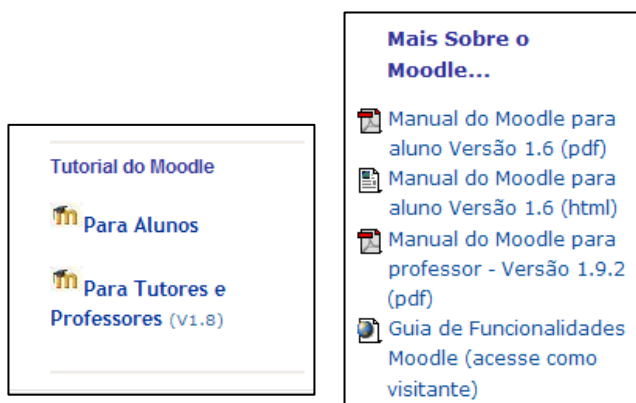 Tutorial do Moodle
Para Alunos
Para Tutores e
Professores (V1.8)
Mais Sobre o
Moodle...
Manual do Moodle para
aluno Versão 1.6 (pdf)
Manual do Moodle para
aluno Versão 1.6 (html)
Manual do Moodle para
professor - Versão 1.9.2
(pdf)
Guia de Funcionalidades
Moodle (acesse como
visitante)